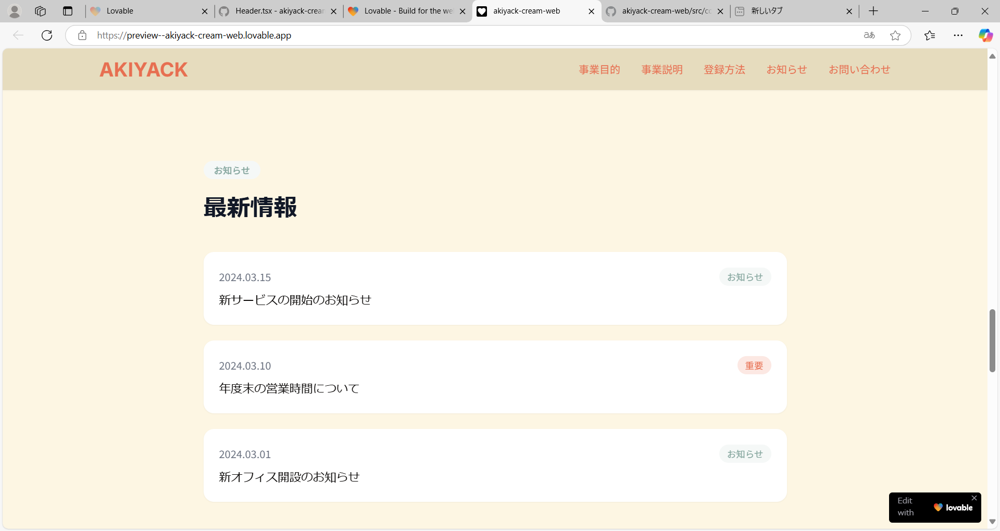 Lovable
Header.tsx - akiyack-crear
Lovable - Build for the we
akiyack-cream-web
akiyack-cream-web/src/cc
新しいタブ
https://preview--akiyack-cream-web.lovable.app
aあ
AKIYACK
事業目的 事業説明 登録方法 お知らせ お問い合わせ
お知らせ
最新情報
2024.03.15 お知らせ
新サービスの開始のお知らせ
2024.03.10 重要
年度末の営業時間について
2024.03.01 お知らせ
新オフィス開設のお知らせ
Edit with lovable